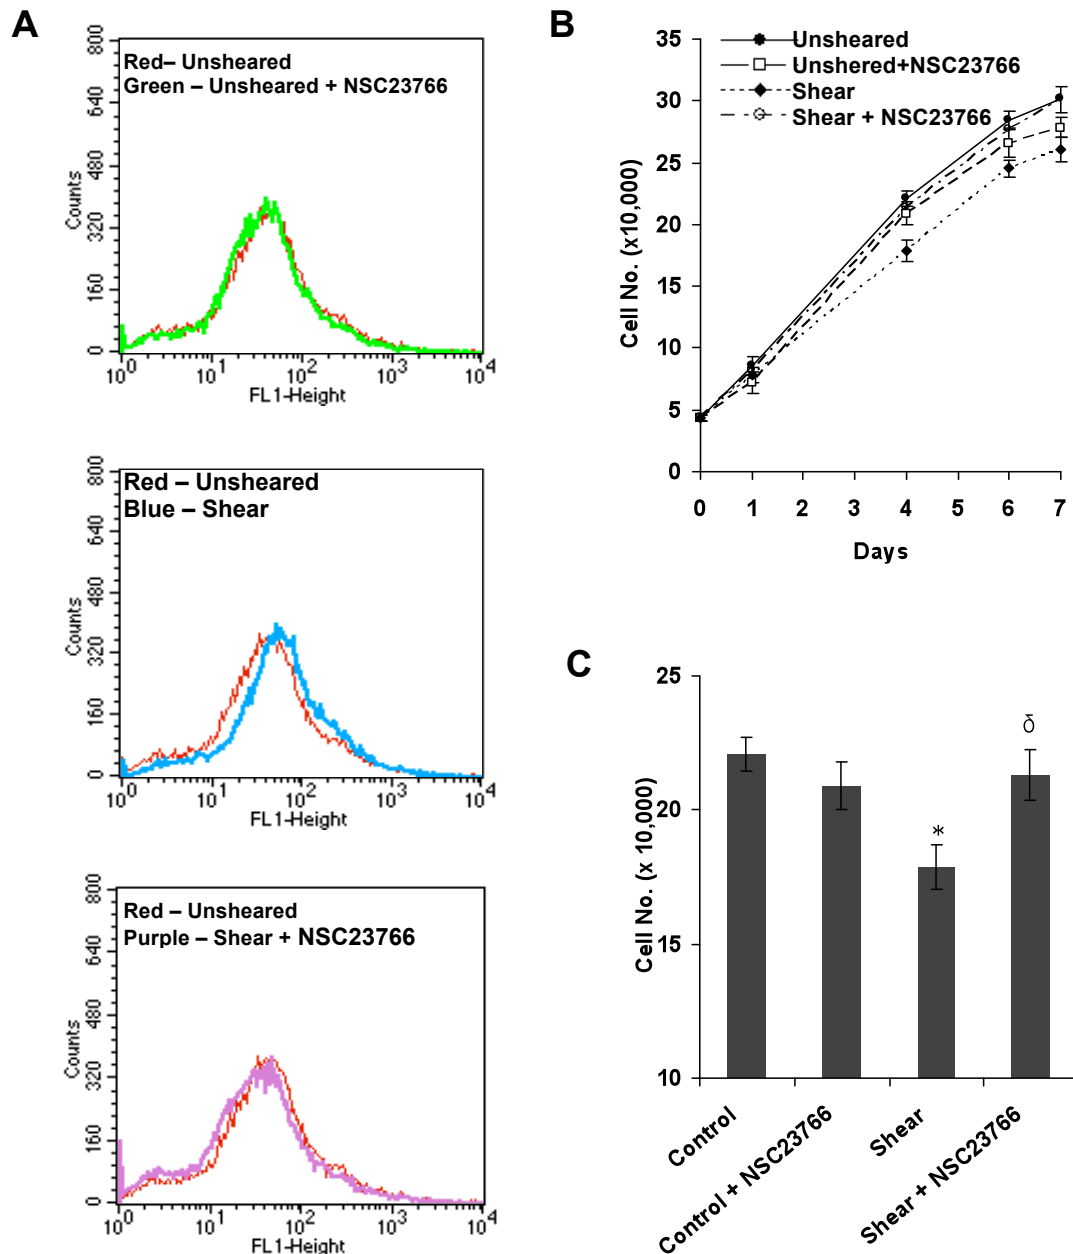 A
Red– Unsheared
Green – Unsheared + NSC23766
800
640
480
320
160
0
Counts
10^0 10^1 10^2 10^3 10^4
FL1-Height
Red – Unsheared
Blue – Shear
800
640
480
320
160
0
Counts
10^0 10^1 10^2 10^3 10^4
FL1-Height
Red – Unsheared
Purple – Shear + NSC23766
800
640
480
320
160
0
Counts
10^0 10^1 10^2 10^3 10^4
FL1-Height
B
Unsheared
Unshered+NSC23766
Shear
Shear + NSC23766
35
30
25
20
15
10
5
0
Cell No. (x10,000)
0 1 2 3 4 5 6 7
Days
C
25
20
15
10
Cell No. (x 10,000)
*
δ
Control
Control + NSC23766
Shear
Shear + NSC23766